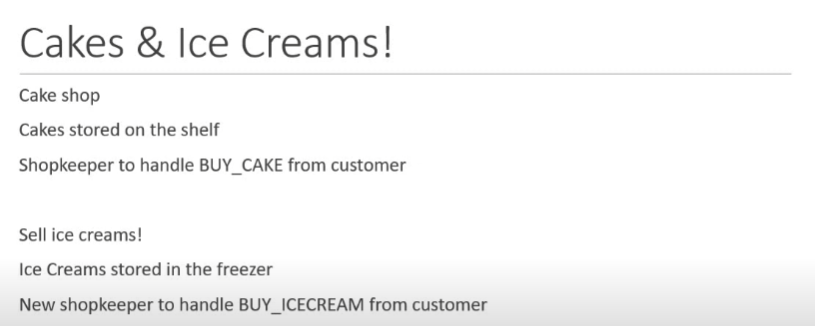 Cakes & Ice Creams!
Cake shop
Cakes stored on the shelf
Shopkeeper to handle BUY_CAKE from customer
Sell ice creams!
Ice Creams stored in the freezer
New shopkeeper to handle BUY_ICECREAM from customer